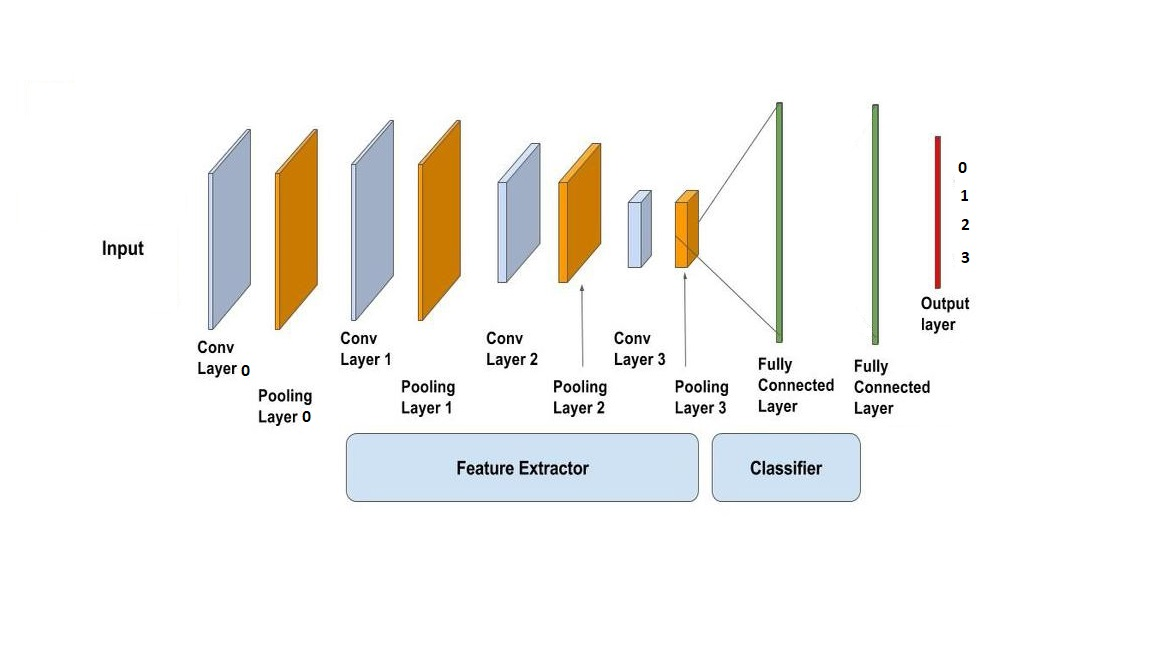 Input
Conv
Layer 0
Pooling
Layer 0
Conv
Layer 1
Pooling
Layer 1
Conv
Layer 2
Pooling
Layer 2
Conv
Layer 3
Pooling
Layer 3
Fully
Connected
Layer
Fully
Connected
Layer
0
1
2
3
Output
layer
Feature Extractor
Classifier